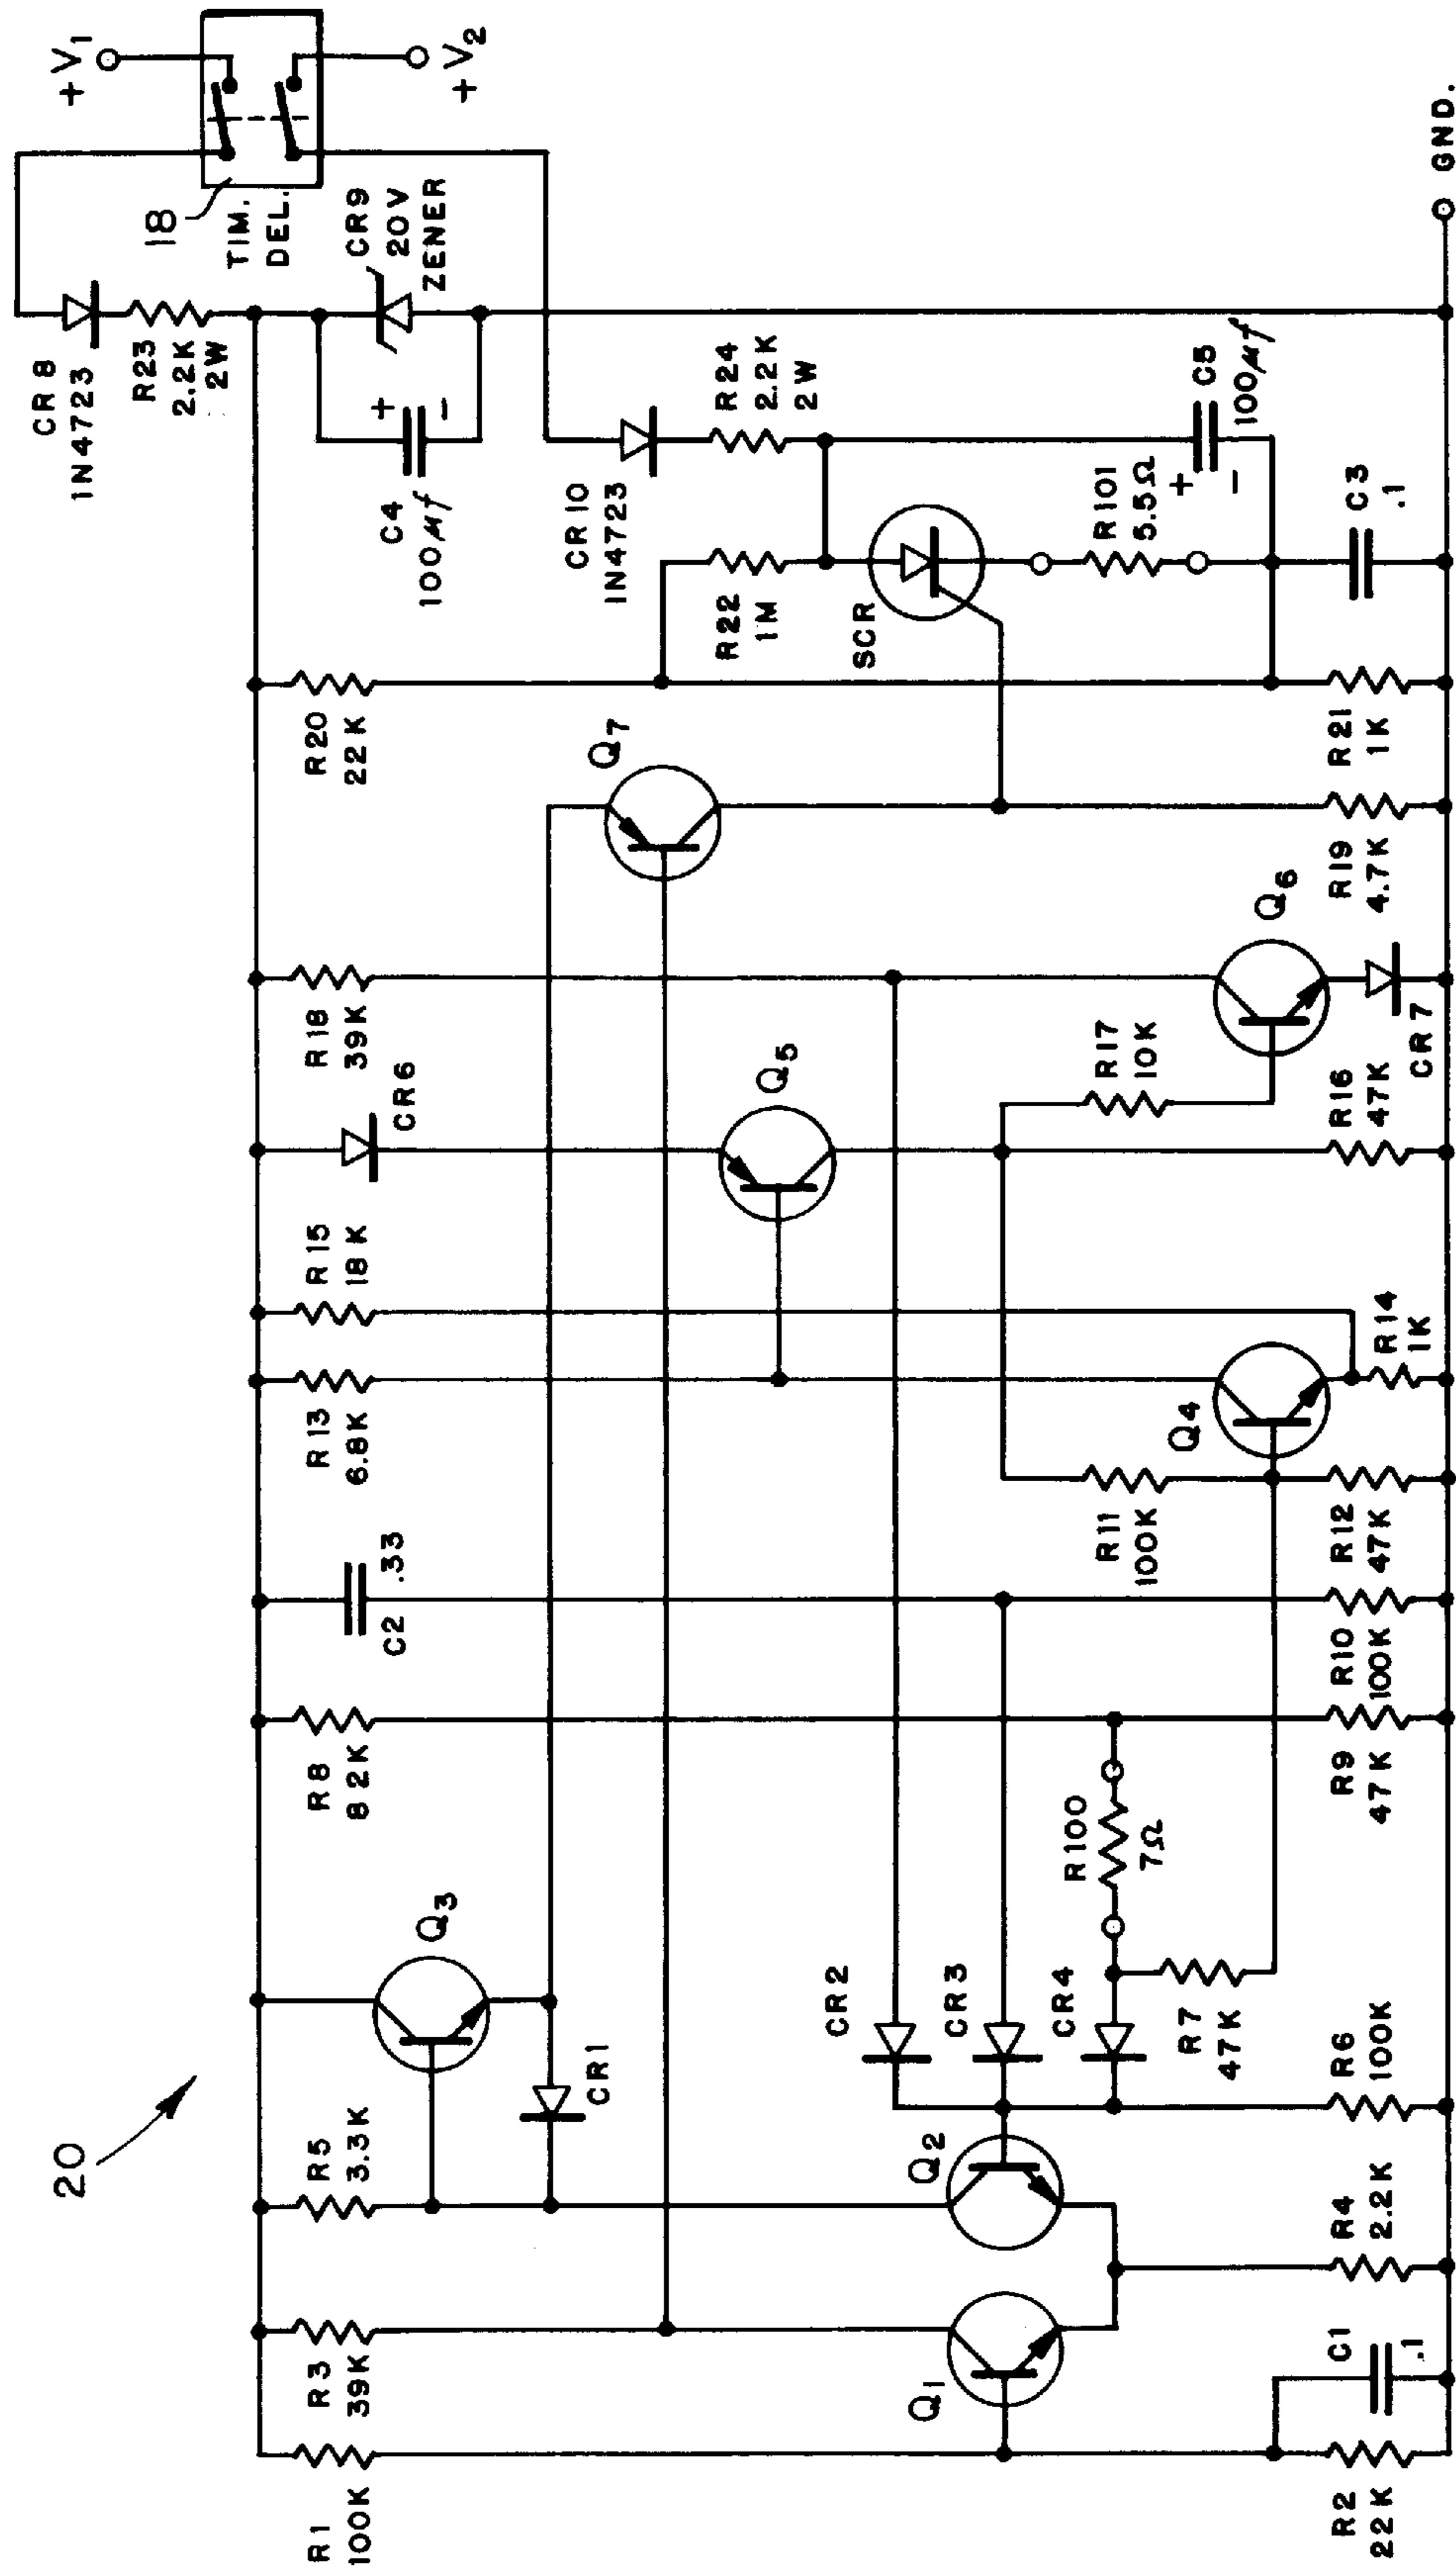 20
+V1
18
TIM.
DEL.
+V2
CR8
1N4723
R23
2.2K
2W
CR9
20V
ZENER
C4
100μf
+
-
CR10
1N4723
R24
2.2K
2W
R22
1M
SCR
R101
5.5Ω
C5
100μf
+
-
C3
.1
GND.
R20
22K
R21
1K
Q7
R19
4.7K
R18
39K
Q6
CR7
CR6
Q5
R17
10K
R16
47K
R15
18K
R13
6.8K
Q4
R14
1K
R11
100K
R12
47K
C2
.33
R10
100K
R8
82K
R9
47K
R100
7Ω
Q3
CR1
CR2
CR3
CR4
R7
47K
R6
100K
R5
3.3K
Q2
R4
2.2K
R3
39K
Q1
C1
.1
R1
100K
R2
22K